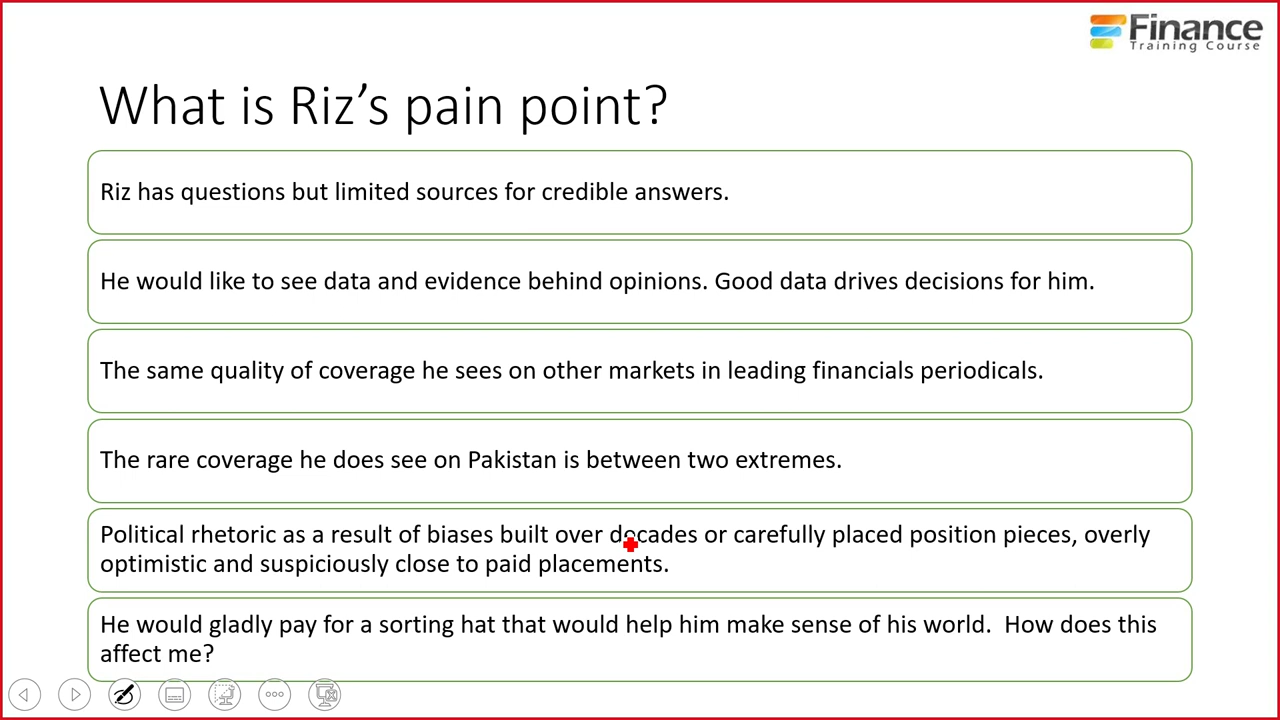 Finance
Training Course
What is Riz’s pain point?
Riz has questions but limited sources for credible answers.
He would like to see data and evidence behind opinions. Good data drives decisions for him.
The same quality of coverage he sees on other markets in leading financials periodicals.
The rare coverage he does see on Pakistan is between two extremes.
Political rhetoric as a result of biases built over decades or carefully placed position pieces, overly
optimistic and suspiciously close to paid placements.
He would gladly pay for a sorting hat that would help him make sense of his world.  How does this
affect me?